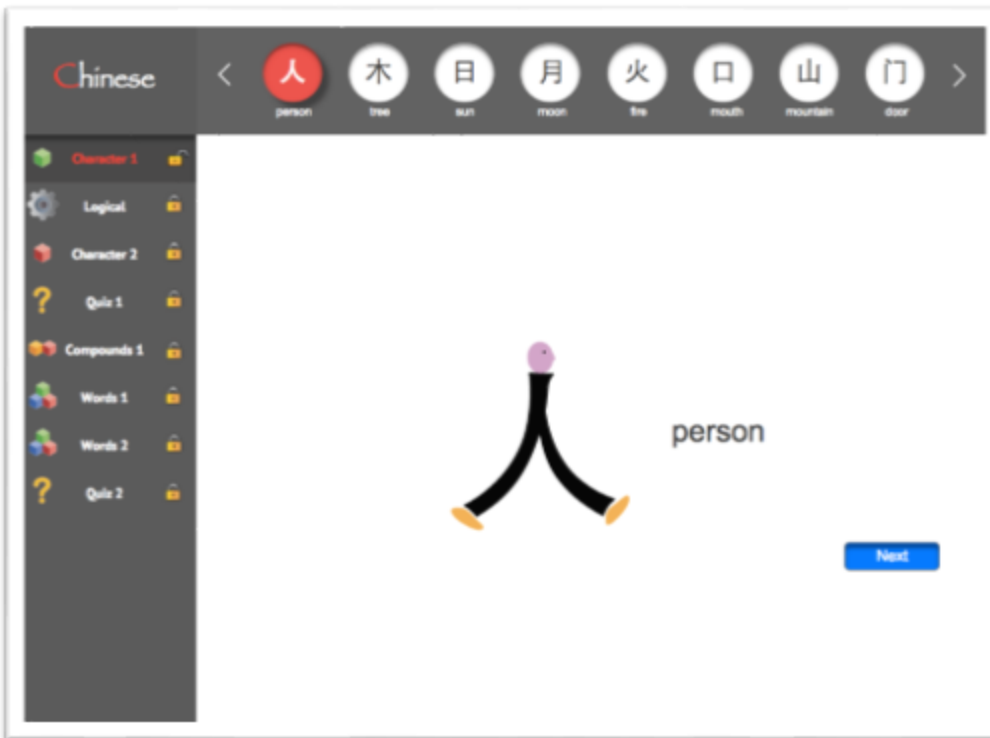 Chinese
人 木 日 月 火 口 山 门
person tree sun moon fire mouth mountain door
Character 1
Logical
Character 2
Quiz 1
Compounds 1
Words 1
Words 2
Quiz 2
person
Next